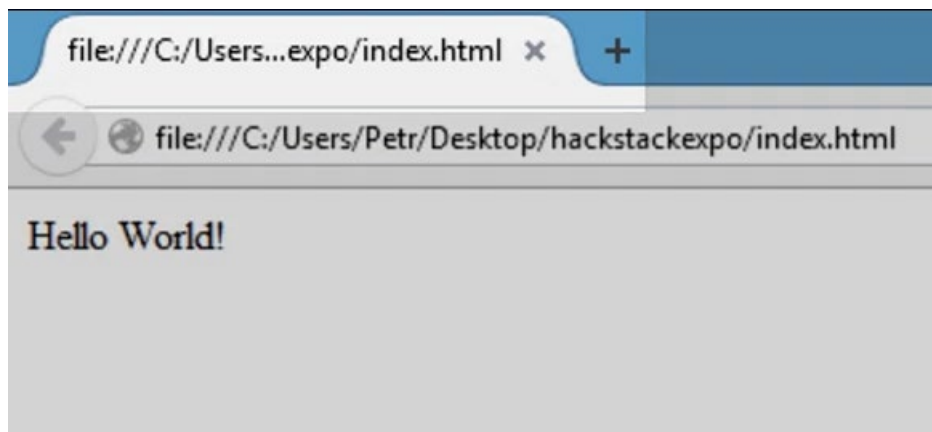 file:///C:/Users...expo/index.html
file:///C:/Users/Petr/Desktop/hackstackexpo/index.html
Hello World!